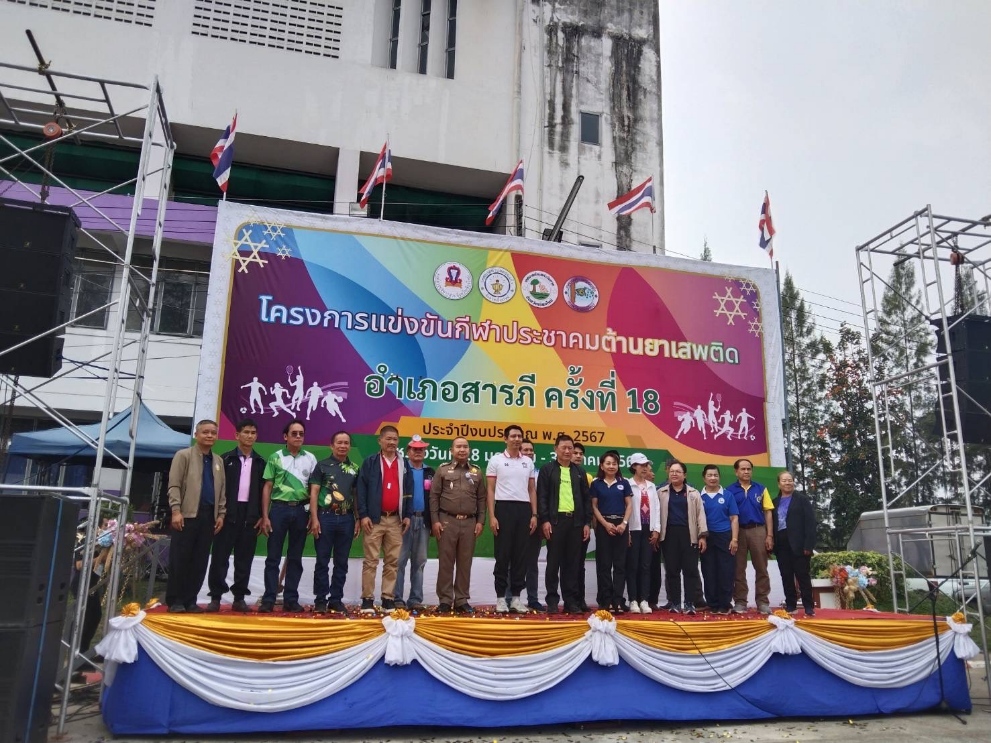 โครงการแข่งขันกีฬาประชาคมต้านยาเสพติด
อำเภอสารภี ครั้งที่ 18
ประจำปีงบประมาณ พ.ศ. 2567